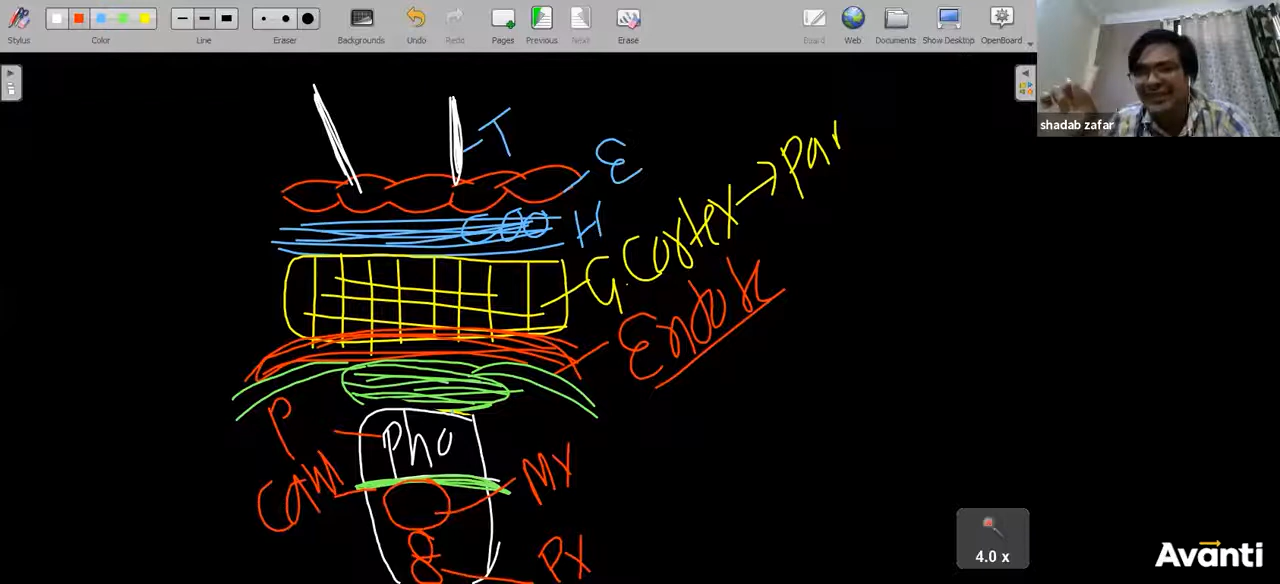 Stylus
Color
Line
Eraser
Backgrounds
Undo
Redo
Pages
Previous
Next
Erase
Board
Web
Documents
Show Desktop
OpenBoard
shadab zafar
T
E
H
G. Cortex → Par
Endok
P
Pho
Cam
MX
PX
4.0 x
Avanti